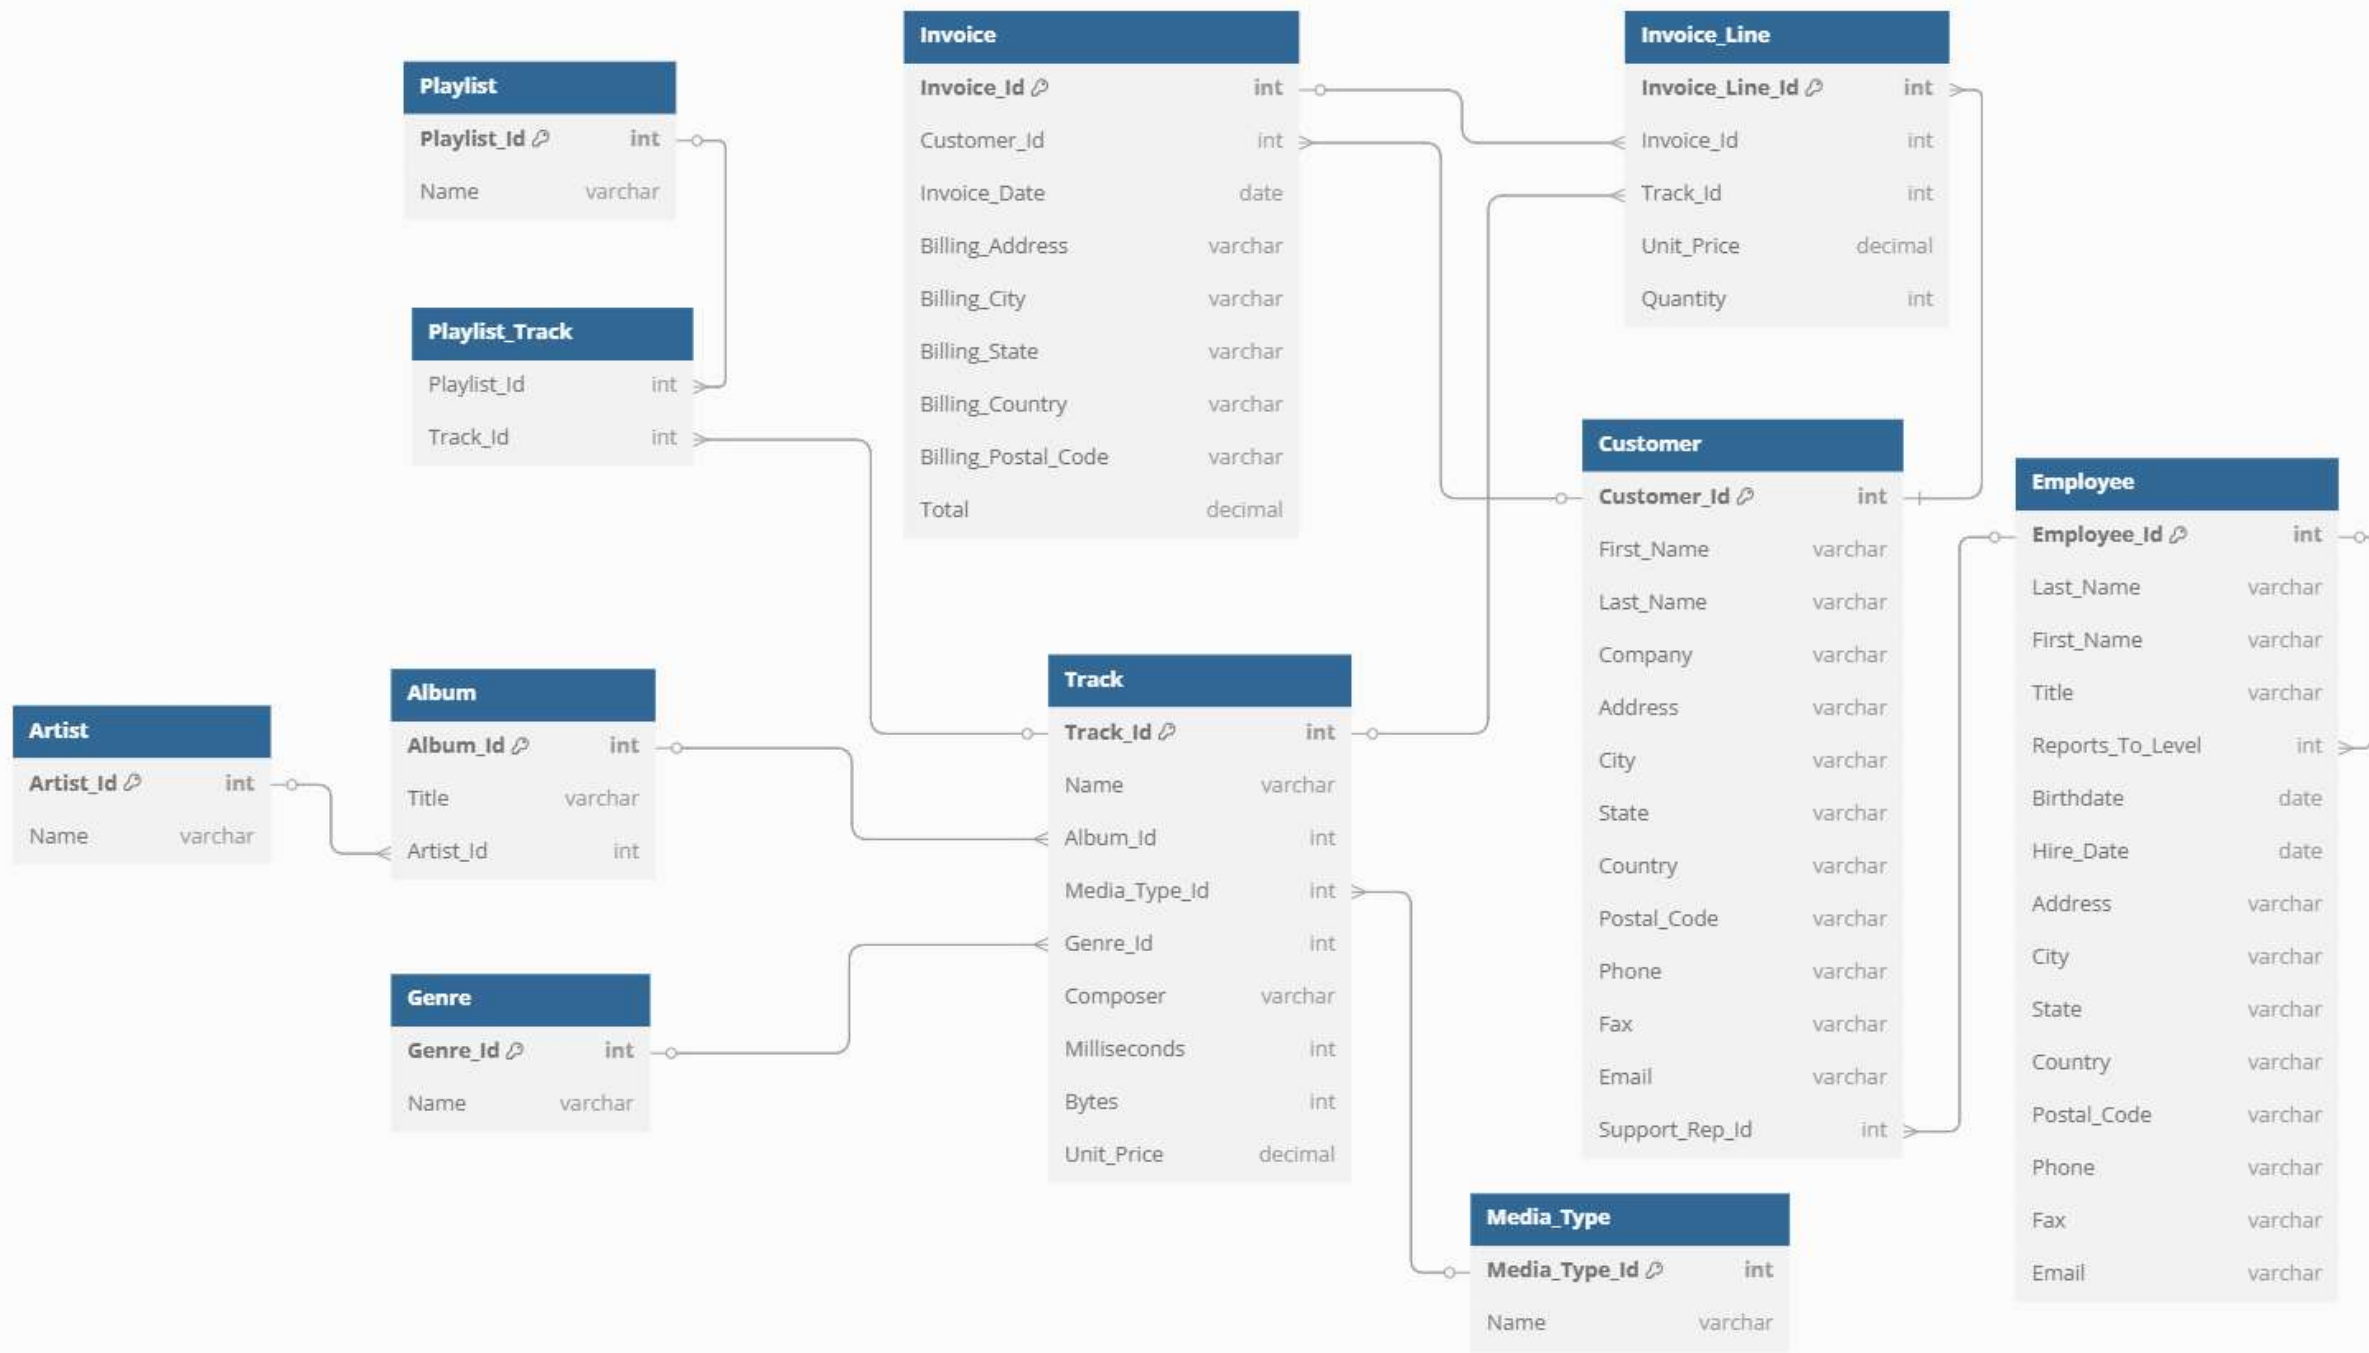 Playlist
Playlist_Id int
Name varchar
Playlist_Track
Playlist_Id int
Track_Id int
Invoice
Invoice_Id int
Customer_Id int
Invoice_Date date
Billing_Address varchar
Billing_City varchar
Billing_State varchar
Billing_Country varchar
Billing_Postal_Code varchar
Total decimal
Invoice_Line
Invoice_Line_Id int
Invoice_Id int
Track_Id int
Unit_Price decimal
Quantity int
Artist
Artist_Id int
Name varchar
Album
Album_Id int
Title varchar
Artist_Id int
Genre
Genre_Id int
Name varchar
Track
Track_Id int
Name varchar
Album_Id int
Media_Type_Id int
Genre_Id int
Composer varchar
Milliseconds int
Bytes int
Unit_Price decimal
Customer
Customer_Id int
First_Name varchar
Last_Name varchar
Company varchar
Address varchar
City varchar
State varchar
Country varchar
Postal_Code varchar
Phone varchar
Fax varchar
Email varchar
Support_Rep_Id int
Employee
Employee_Id int
Last_Name varchar
First_Name varchar
Title varchar
Reports_To_Level int
Birthdate date
Hire_Date date
Address varchar
City varchar
State varchar
Country varchar
Postal_Code varchar
Phone varchar
Fax varchar
Email varchar
Media_Type
Media_Type_Id int
Name varchar